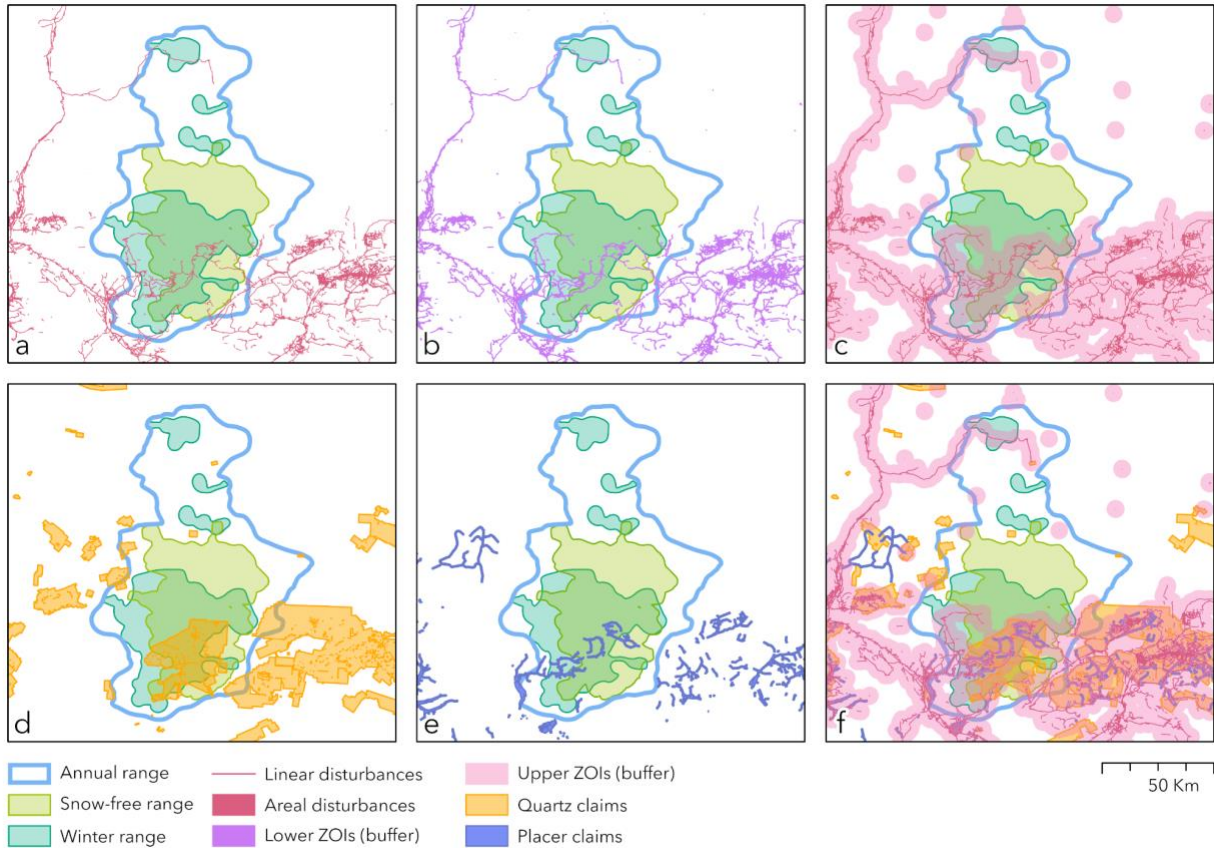 a
b
c
d
e
f
Annual range
Linear disturbances
Upper ZOIs (buffer)
Snow-free range
Areal disturbances
Quartz claims
Winter range
Lower ZOIs (buffer)
Placer claims
50 Km